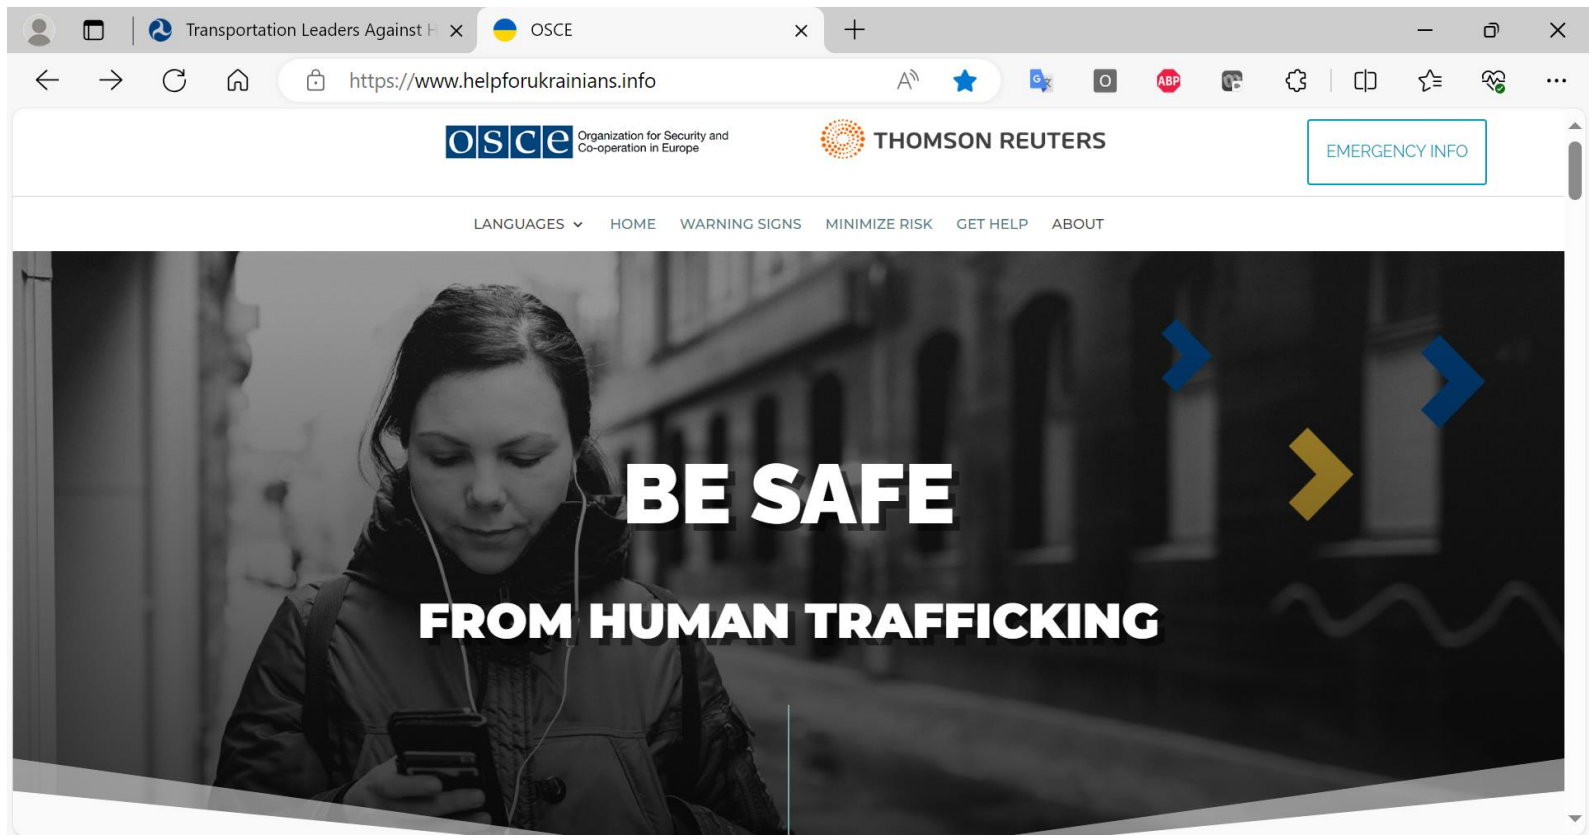 Transportation Leaders Against H
OSCE
https://www.helpforukrainians.info
A
G
O
ABP
osce Organization for Security and
Co-operation in Europe
THOMSON REUTERS
EMERGENCY INFO
LANGUAGES HOME WARNING SIGNS MINIMIZE RISK GET HELP ABOUT
BE SAFE
FROM HUMAN TRAFFICKING